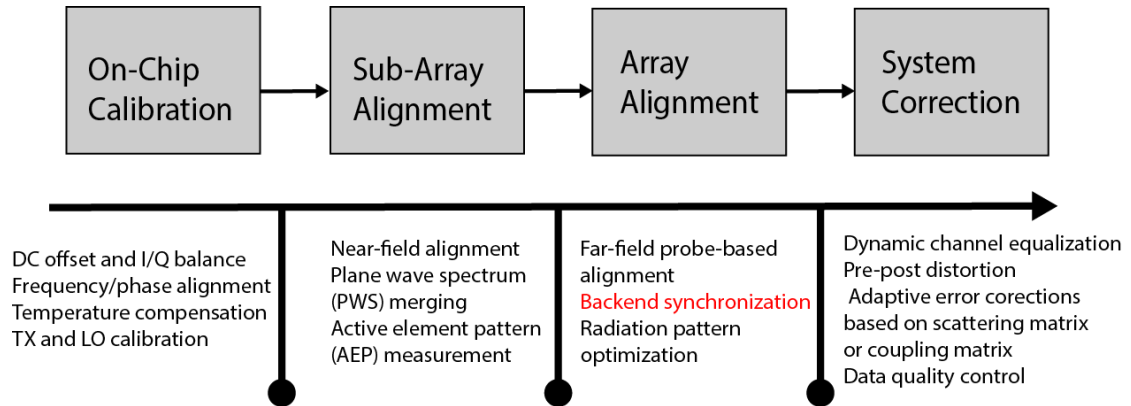 On-Chip
Calibration
Sub-Array
Alignment
Array
Alignment
System
Correction
DC offset and I/Q balance
Frequency/phase alignment
Temperature compensation
TX and LO calibration
Near-field alignment
Plane wave spectrum
(PWS) merging
Active element pattern
(AEP) measurement
Far-field probe-based
alignment
Backend synchronization
Radiation pattern
optimization
Dynamic channel equalization
Pre-post distortion
Adaptive error corections
based on scattering matrix
or coupling matrix
Data quality control